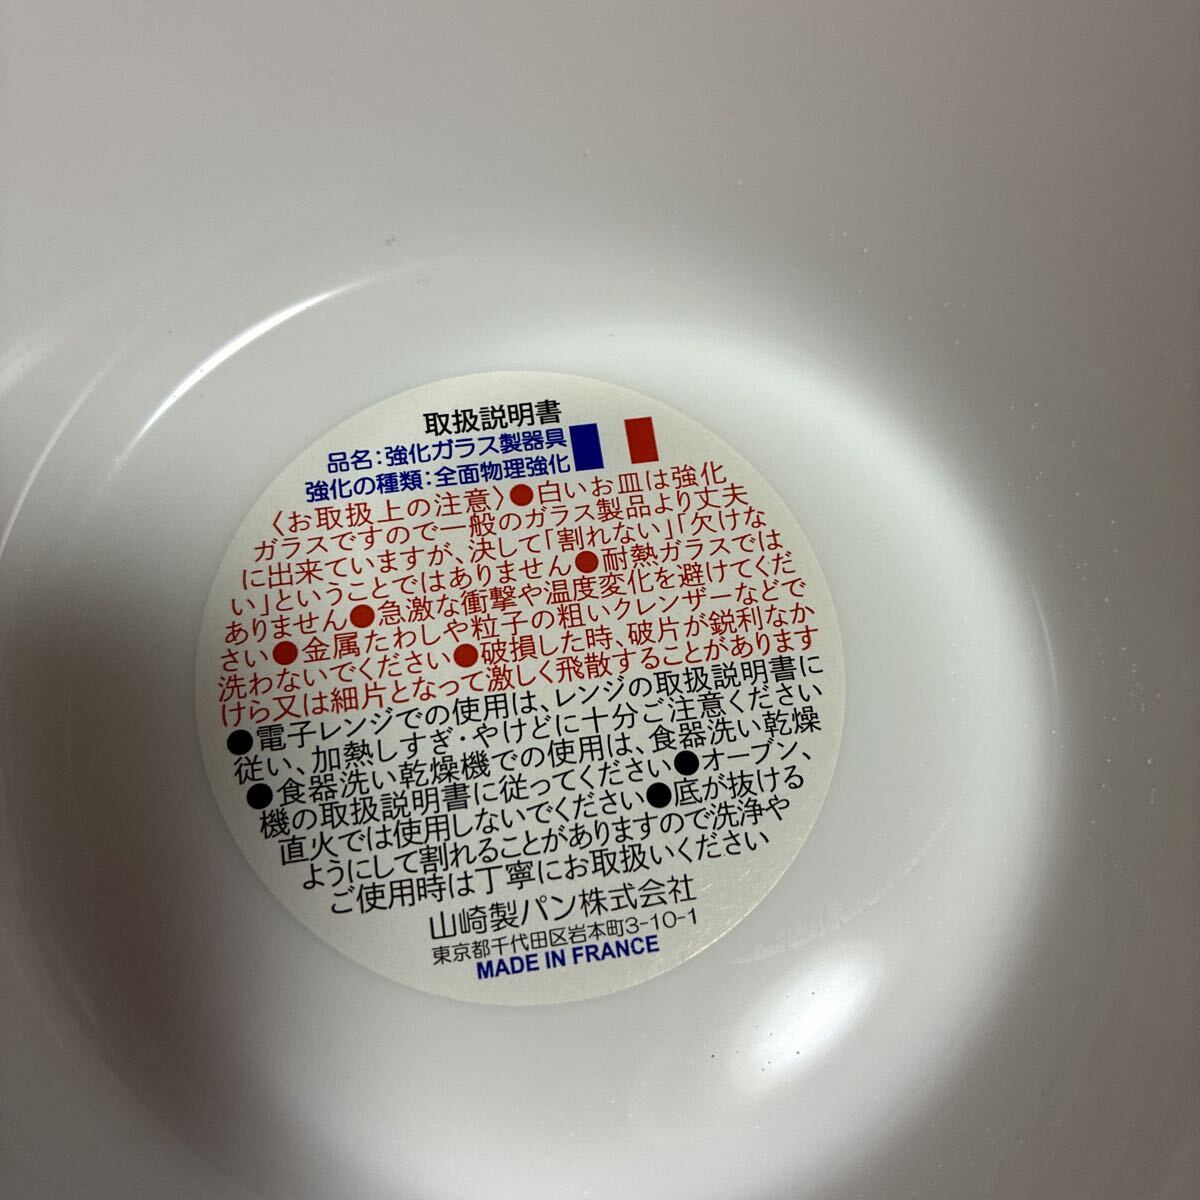 取扱説明書
品名：強化ガラス製器具
強化の種類：全面物理強化
〈お取扱上の注意〉●白いお皿は強化
ガラスですので一般のガラス製品より丈夫
に出来ていますが、決して「割れない」「欠けな
い」ということではありません●耐熱ガラスでは
ありません●急激な衝撃や温度変化を避けてくだ
さい●金属たわしや粒子の粗いクレンザーなどで
洗わないでください●破損した時、破片が鋭利なか
けら又は細片となって激しく飛散することがあります
●電子レンジでの使用は、レンジの取扱説明書に
従い、加熱しすぎ・やけどに十分ご注意ください
●食器洗い乾燥機での使用は、食器洗い乾燥
機の取扱説明書に従ってください●オーブン、
直火では使用しないでください●底が抜ける
ようにして割れることがありますので洗浄や
ご使用時は丁寧にお取扱いください
山崎製パン株式会社
東京都千代田区岩本町3-10-1
MADE IN FRANCE